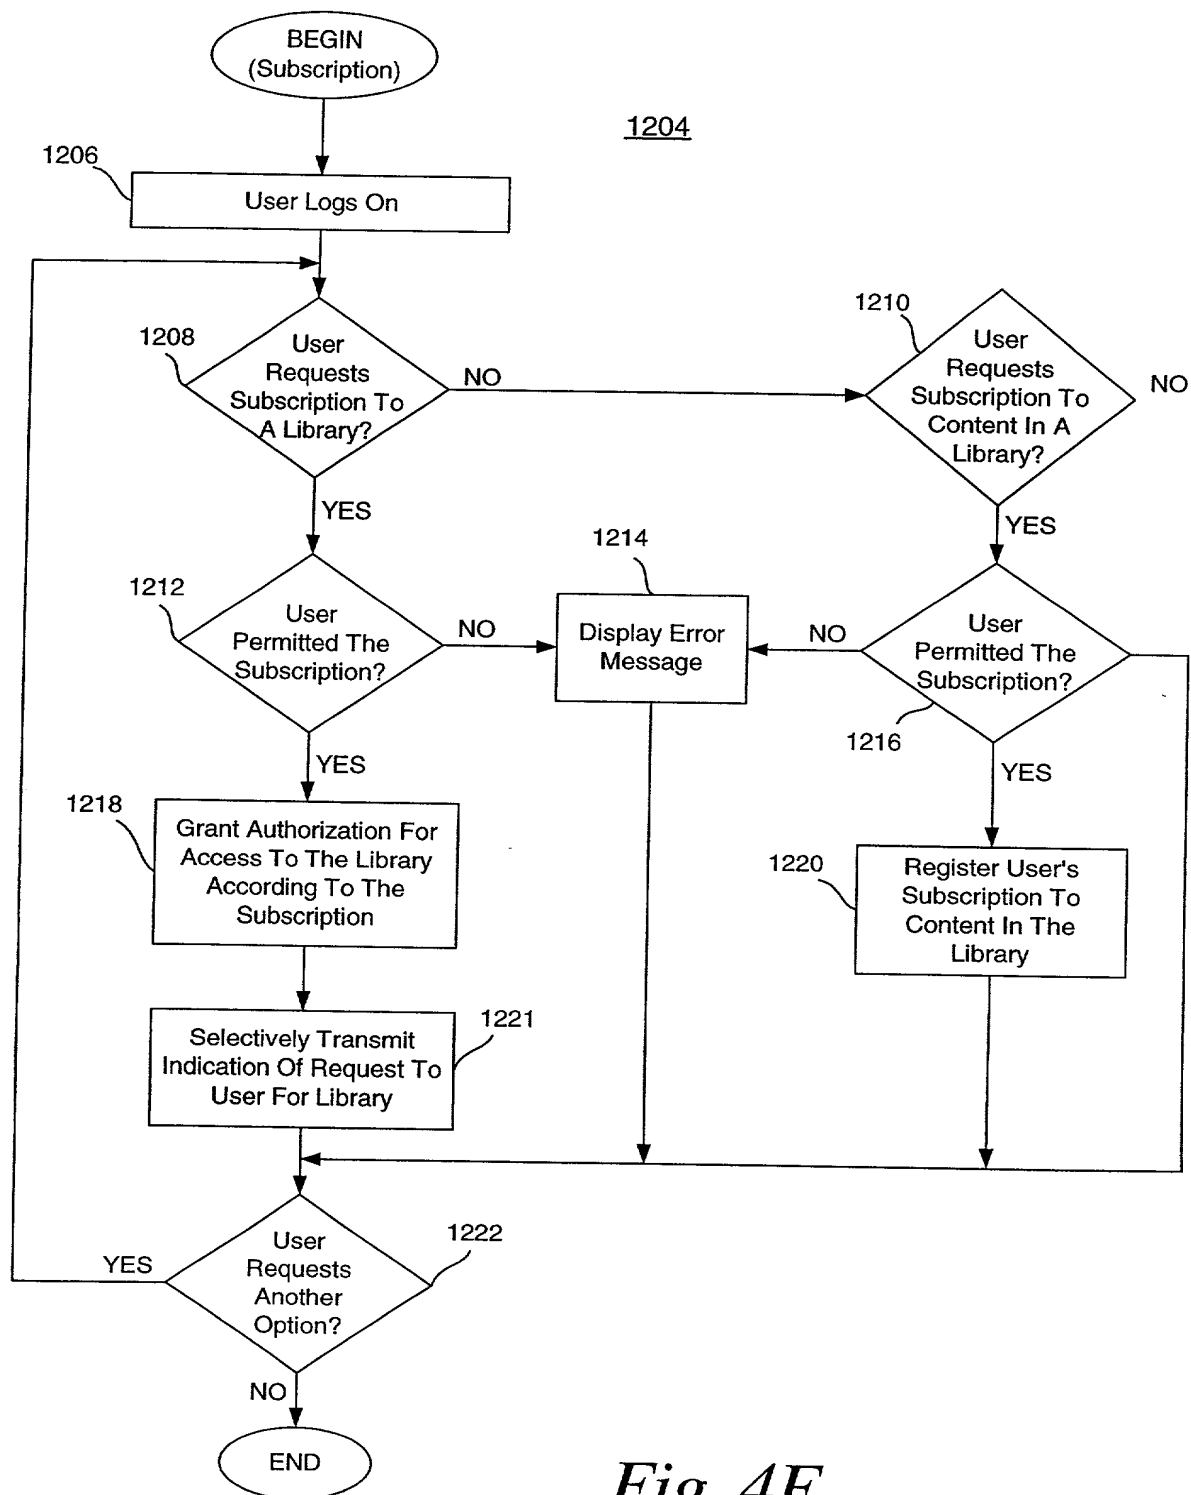 BEGIN
(Subscription)
1204
1206
User Logs On
1208
User
Requests
Subscription To
A Library?
NO
1210
User
Requests
Subscription To
Content In A
Library?
NO
YES
YES
1212
User
Permitted The
Subscription?
NO
1214
Display Error
Message
NO
User
Permitted The
Subscription?
1216
YES
YES
1218
Grant Authorization For
Access To The Library
According To The
Subscription
1220
Register User's
Subscription To
Content In The
Library
1221
Selectively Transmit
Indication Of Request To
User For Library
1222
User
Requests
Another
Option?
YES
NO
END
Fig.